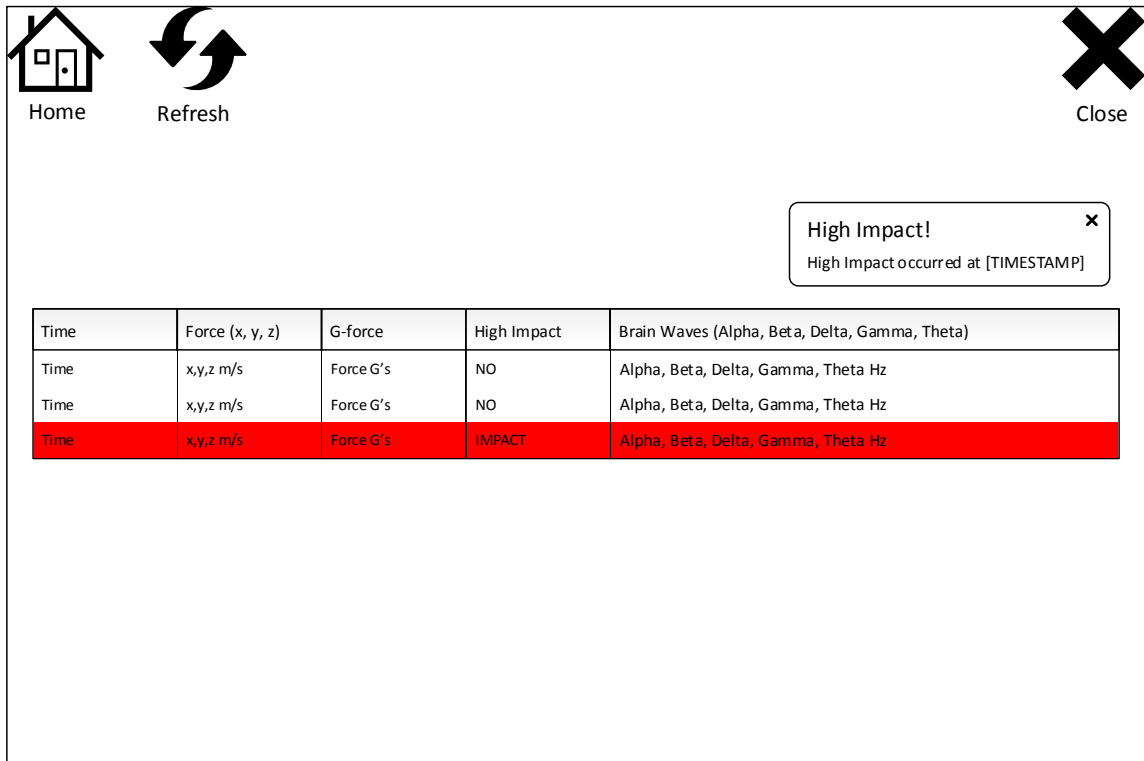 Home Refresh Close
High Impact!
High Impact occurred at [TIMESTAMP]
Time Force (x, y, z) G-force High Impact Brain Waves (Alpha, Beta, Delta, Gamma, Theta)
Time x,y,z m/s Force G’s NO Alpha, Beta, Delta, Gamma, Theta Hz
Time x,y,z m/s Force G’s NO Alpha, Beta, Delta, Gamma, Theta Hz
Time x,y,z m/s Force G’s IMPACT Alpha, Beta, Delta, Gamma, Theta Hz